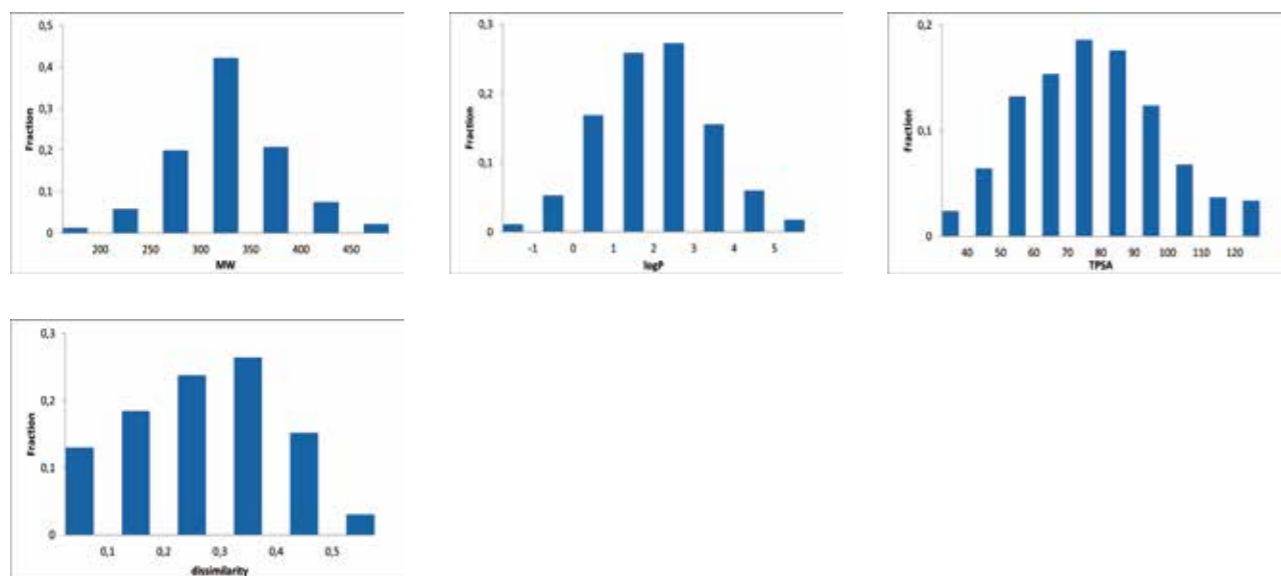 0,5
0,4
0,3
0,2
0,1
0
Fraction
200 250 300 350 400 450
MW
0,3
0,2
0,1
0
Fraction
-1 0 1 2 3 4 5
logP
0,2
0,1
0
Fraction
40 50 60 70 80 90 100 110 120
TPSA
0,3
0,2
0,1
0
Fraction
0,1 0,2 0,3 0,4 0,5
dissimilarity